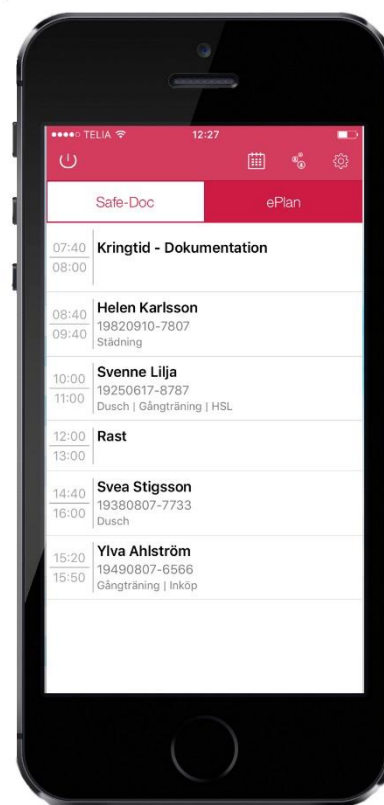 TELIA 12:27
Safe-Doc ePlan
07:40 Kringtid - Dokumentation
08:00
08:40 Helen Karlsson
19820910-7807
09:40
Städning
10:00 Svenne Lilja
19250617-8787
11:00
Dusch | Gångträning | HSL
12:00 Rast
13:00
14:40 Svea Stigsson
19380807-7733
16:00
Dusch
15:20 Ylva Ahlström
19490807-6566
15:50
Gångträning | Inköp